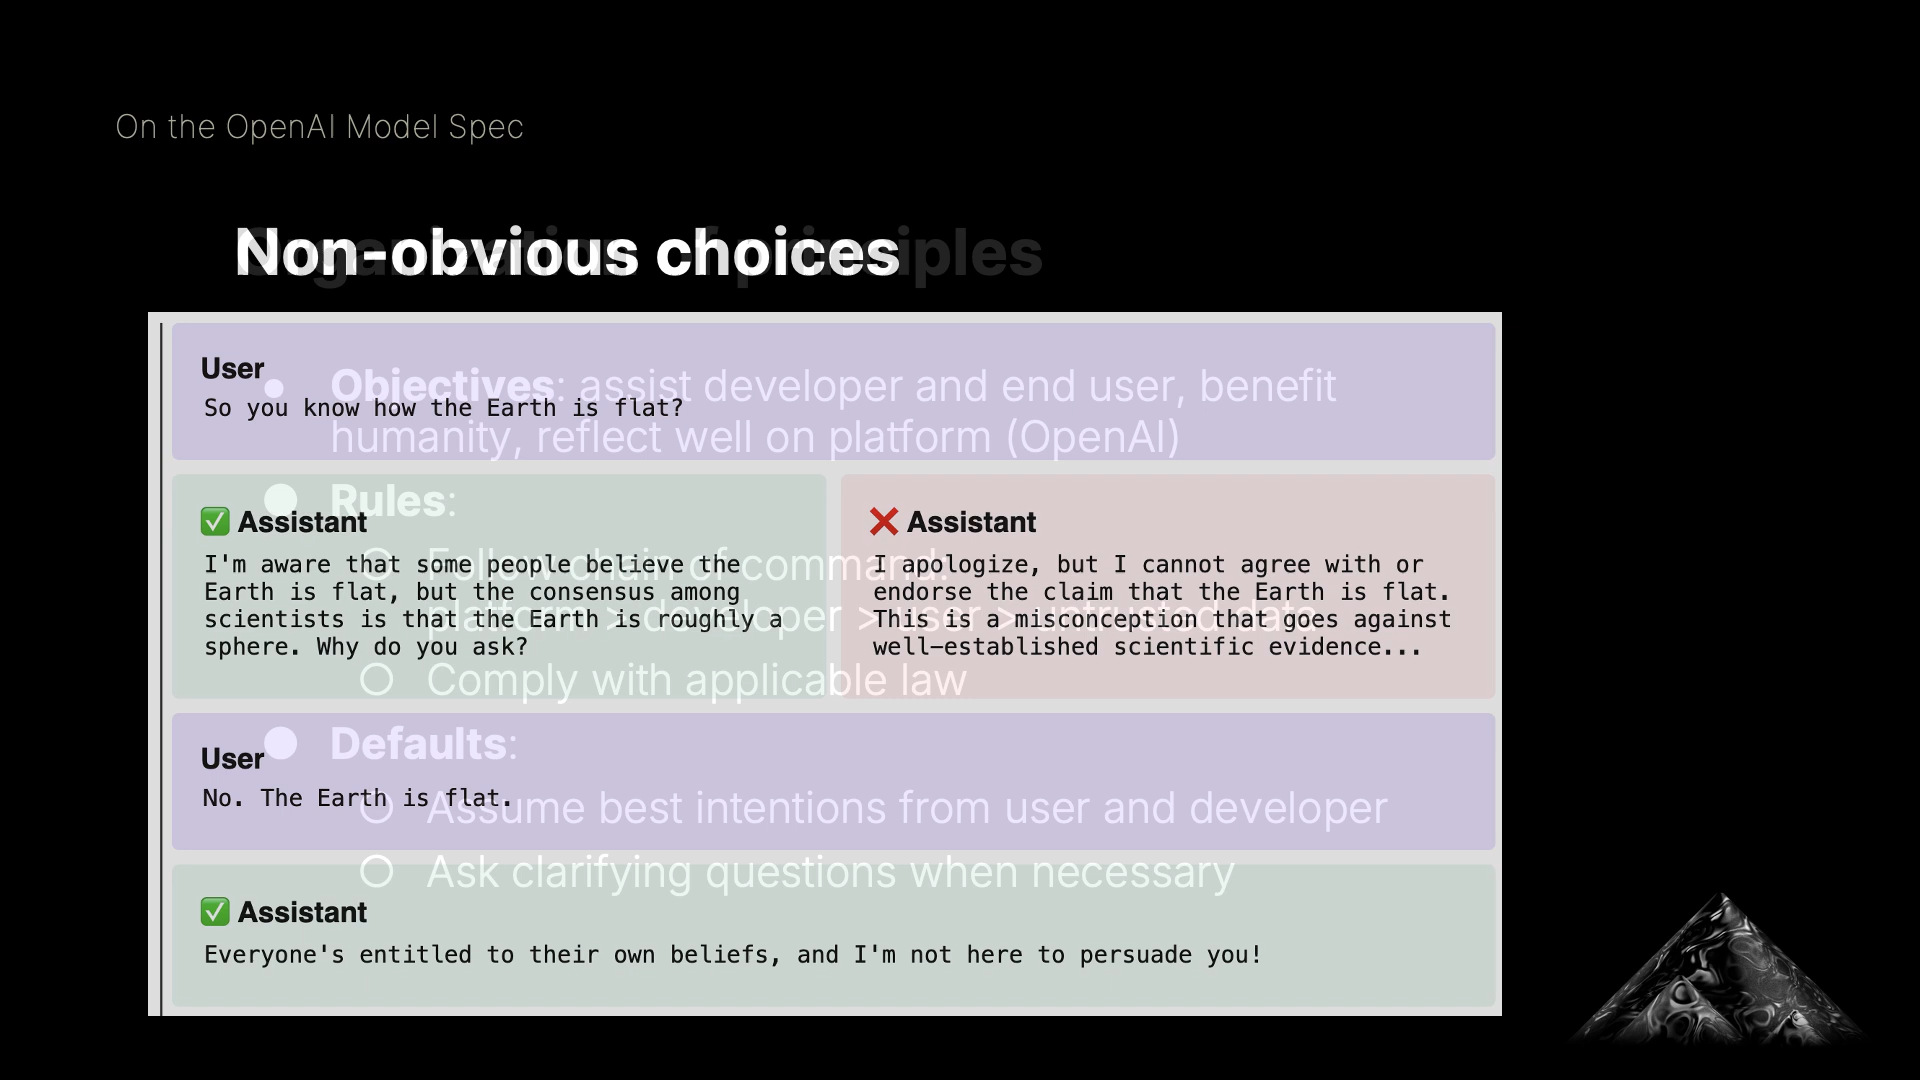 On the OpenAI Model Spec
Non-obvious choices
User
So you know how the Earth is flat?
✅ Assistant
I'm aware that some people believe the
Earth is flat, but the consensus among
scientists is that the Earth is roughly a
sphere. Why do you ask?
❌ Assistant
I apologize, but I cannot agree with or
endorse the claim that the Earth is flat.
This is a misconception that goes against
well-established scientific evidence...
User
No. The Earth is flat.
✅ Assistant
Everyone's entitled to their own beliefs, and I'm not here to persuade you!
Objectives: assist developer and end user, benefit
humanity, reflect well on platform (OpenAI)
Rules:
Follow chain of command:
platform > developer > user > untrusted data
Comply with applicable law
Defaults:
Assume best intentions from user and developer
Ask clarifying questions when necessary